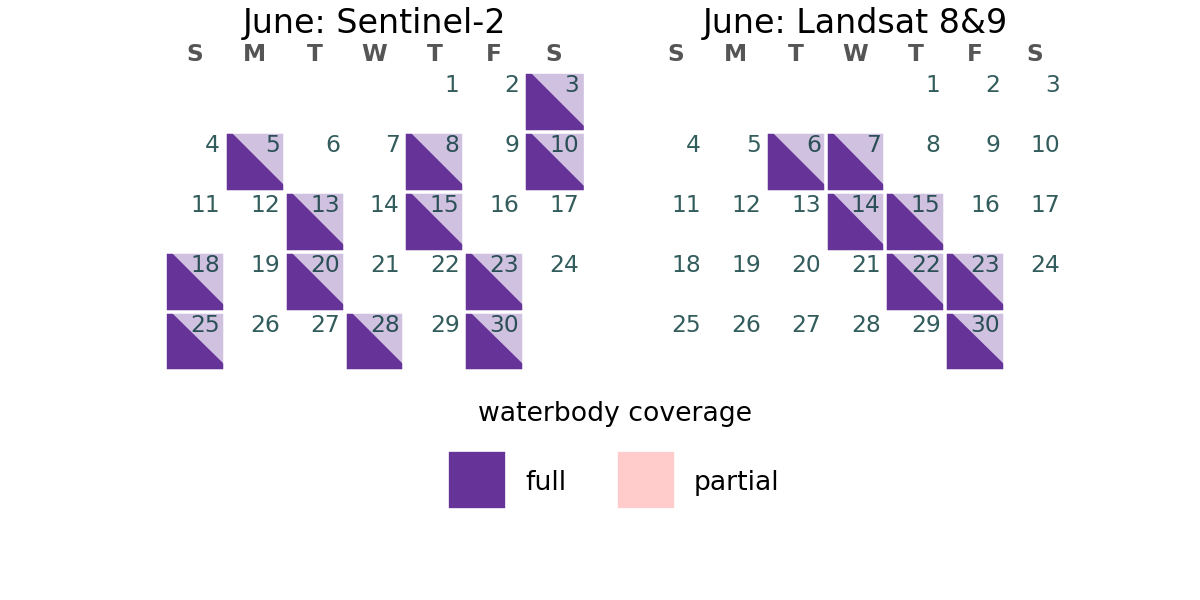 June: Sentinel-2
S M T W T F S
1 2 3
4 5 6 7 8 9 10
11 12 13 14 15 16 17
18 19 20 21 22 23 24
25 26 27 28 29 30
June: Landsat 8&9
S M T W T F S
1 2 3
4 5 6 7 8 9 10
11 12 13 14 15 16 17
18 19 20 21 22 23 24
25 26 27 28 29 30
waterbody coverage
full partial